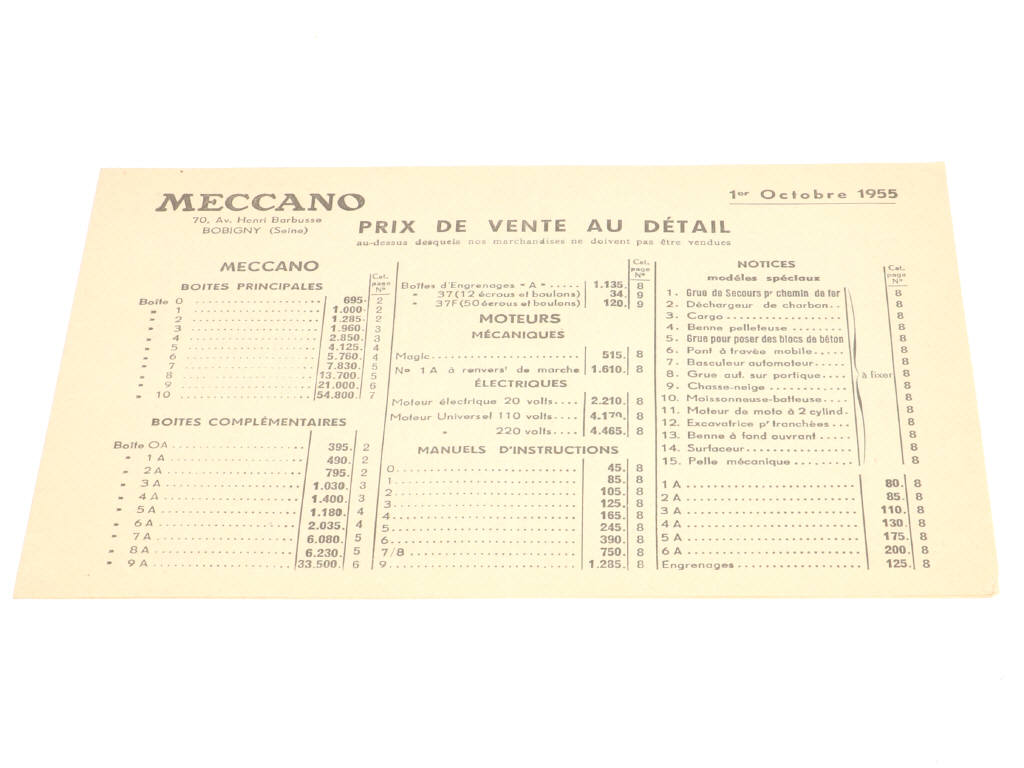 MECCANO
70, Av. Henri Barbusse
BOBIGNY (Seine)
1er Octobre 1955
PRIX DE VENTE AU DÉTAIL
au-dessus desquels nos marchandises ne doivent pas être vendues
MECCANO
BOITES PRINCIPALES
Cat. page No
Boîte 0 695. 2
" 1 1.000. 2
" 2 1.285. 2
" 3 1.960. 3
" 4 2.850. 3
" 5 4.125. 4
" 6 5.760. 4
" 7 7.830. 5
" 8 13.700. 5
" 9 21.000. 6
" 10 54.800. 7
BOITES COMPLÉMENTAIRES
Boîte OA 395. 2
" 1 A 490. 2
" 2 A 795. 2
" 3 A 1.030. 3
" 4 A 1.400. 3
" 5 A 1.180. 4
" 6 A 2.035. 4
" 7 A 6.080. 5
" 8 A 6.230. 5
" 9 A 33.500. 6
Cat. page No
Boîtes d'Engrenages "A" 1.135. 8
" 37 (12 écrous et boulons) 34. 9
" 37F (50 écrous et boulons) 120. 9
MOTEURS
MÉCANIQUES
Magic 515. 8
No 1 A à renverst de marche 1.610. 8
ÉLECTRIQUES
Moteur électrique 20 volts 2.210. 8
Moteur Universel 110 volts 4.170. 8
" 220 volts 4.465. 8
MANUELS D'INSTRUCTIONS
0 45. 8
1 85. 8
2 105. 8
3 125. 8
4 165. 8
5 245. 8
6 390. 8
7/8 750. 8
9 1.285. 8
NOTICES
modèles spéciaux
Cat. page No
1. Grue de Secours pr chemin de fer 8
2. Déchargeur de charbon 8
3. Cargo 8
4. Benne pelleteuse 8
5. Grue pour poser des blocs de béton 8
6. Pont à travée mobile 8
7. Basculeur automoteur 8
8. Grue aut. sur portique 8
à fixer
9. Chasse-neige 8
10. Moissonneuse-batteuse 8
11. Moteur de moto à 2 cylind. 8
12. Excavatrice pr tranchées 8
13. Benne à fond ouvrant 8
14. Surfaceur 8
15. Pelle mécanique 8
1 A 80. 8
2 A 85. 8
3 A 110. 8
4 A 130. 8
5 A 175. 8
6 A 200. 8
Engrenages 125. 8